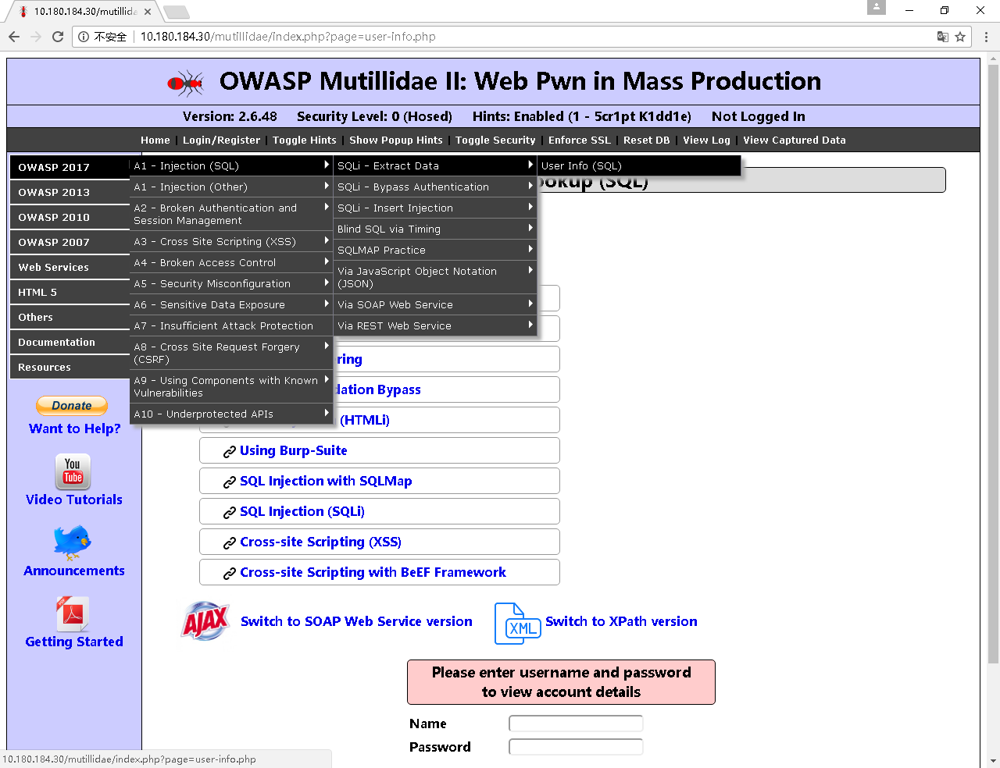 10.180.184.30/mutillida
不安全 10.180.184.30/mutillidae/index.php?page=user-info.php
OWASP Mutillidae II: Web Pwn in Mass Production
Version: 2.6.48 Security Level: 0 (Hosed) Hints: Enabled (1 - 5cr1pt K1dd1e) Not Logged In
Home | Login/Register | Toggle Hints | Show Popup Hints | Toggle Security | Enforce SSL | Reset DB | View Log | View Captured Data
OWASP 2017
OWASP 2013
OWASP 2010
OWASP 2007
Web Services
HTML 5
Others
Documentation
Resources
A1 - Injection (SQL)
A1 - Injection (Other)
A2 - Broken Authentication and
Session Management
A3 - Cross Site Scripting (XSS)
A4 - Broken Access Control
A5 - Security Misconfiguration
A6 - Sensitive Data Exposure
A7 - Insufficient Attack Protection
A8 - Cross Site Request Forgery
(CSRF)
A9 - Using Components with Known
Vulnerabilities
A10 - Underprotected APIs
SQLi - Extract Data
SQLi - Bypass Authentication
SQLi - Insert Injection
Blind SQL via Timing
SQLMAP Practice
Via JavaScript Object Notation
(JSON)
Via SOAP Web Service
Via REST Web Service
User Info (SQL)
ookup (SQL)
ring
dation Bypass
(HTMLi)
Using Burp-Suite
SQL Injection with SQLMap
SQL Injection (SQLi)
Cross-site Scripting (XSS)
Cross-site Scripting with BeEF Framework
Donate
Want to Help?
You
Tube
Video Tutorials
Announcements
Getting Started
AJAX
Switch to SOAP Web Service version
XML
Switch to XPath version
Please enter username and password
to view account details
Name
Password
10.180.184.30/mutillidae/index.php?page=user-info.php